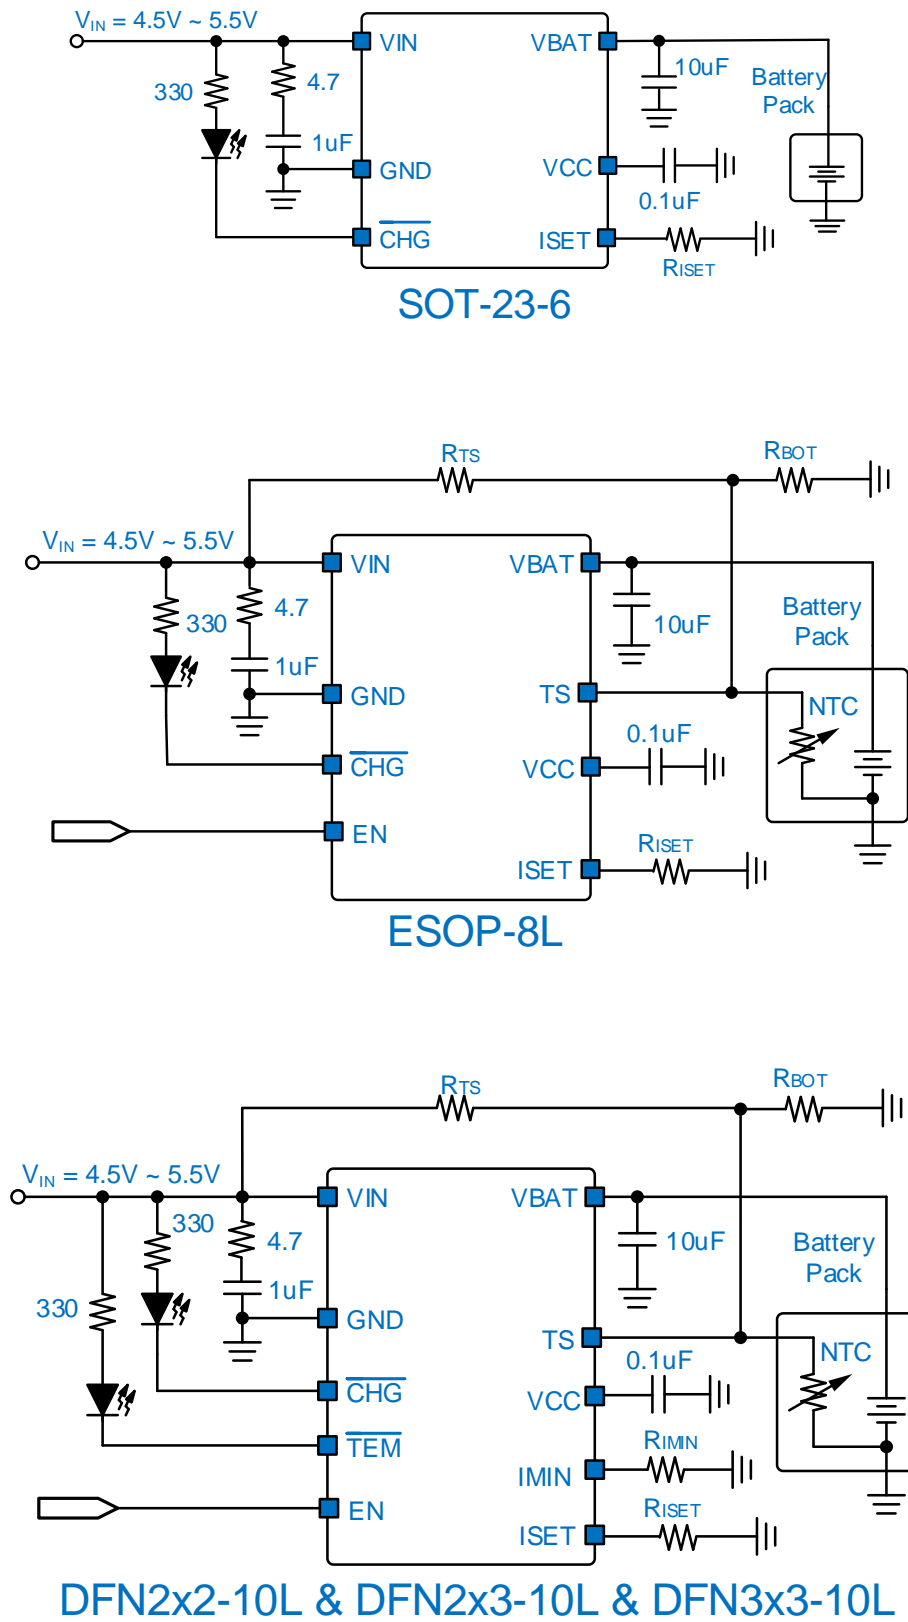 VIN = 4.5V ~ 5.5V
VIN
VBAT
330
4.7
10uF
Battery
Pack
1uF
GND
VCC
0.1uF
CHG
ISET
RISET
SOT-23-6
RTS
RBOT
VIN = 4.5V ~ 5.5V
VIN
VBAT
330
4.7
10uF
Battery
Pack
1uF
GND
TS
NTC
0.1uF
CHG
VCC
EN
RISET
ISET
ESOP-8L
RTS
RBOT
VIN = 4.5V ~ 5.5V
VIN
VBAT
330
4.7
10uF
Battery
Pack
330
1uF
GND
TS
NTC
0.1uF
CHG
VCC
TEM
RIMIN
IMIN
EN
RISET
ISET
DFN2x2-10L & DFN2x3-10L & DFN3x3-10L